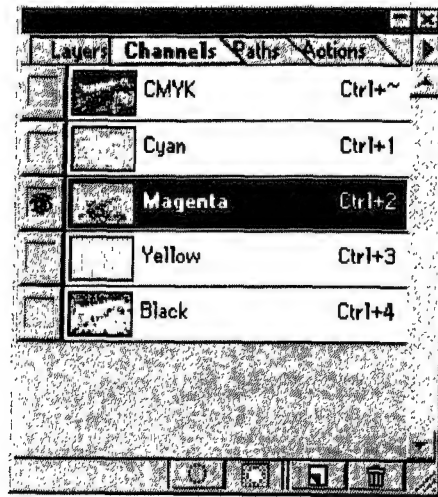 Layers Channels Paths Actions
CMYK Ctrl+~
Cyan Ctrl+1
Magenta Ctrl+2
Yellow Ctrl+3
Black Ctrl+4